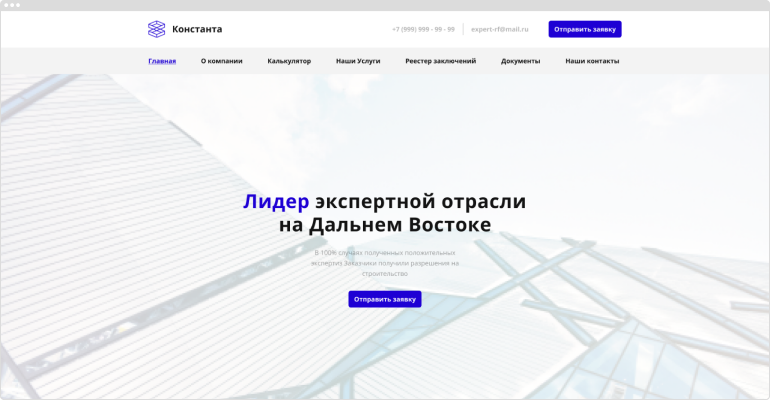 Константа
+7 (999) 999 - 99 - 99
expert-rf@mail.ru
Отправить заявку
Главная
О компании
Калькулятор
Наши Услуги
Реестер заключений
Документы
Наши контакты
Лидер экспертной отрасли
на Дальнем Востоке
В 100% случаях полученных положительных
экспертиз Заказчики получили разрешения на
строительство
Отправить заявку